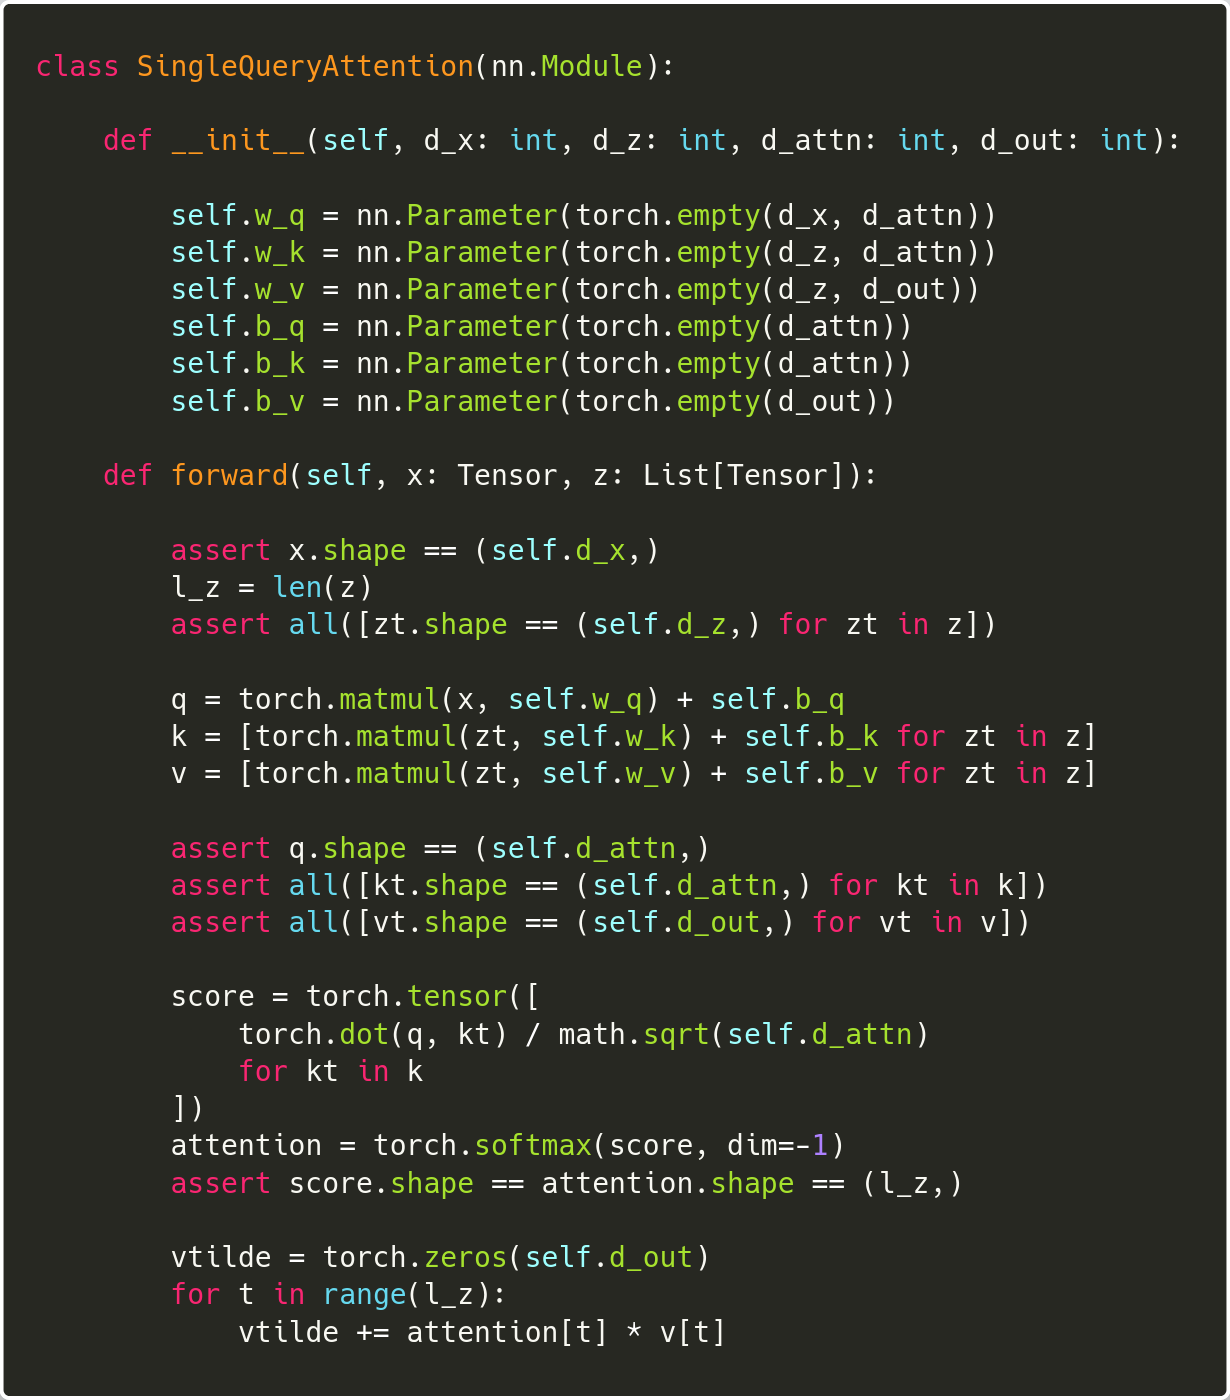 class SingleQueryAttention(nn.Module):

    def __init__(self, d_x: int, d_z: int, d_attn: int, d_out: int):

        self.w_q = nn.Parameter(torch.empty(d_x, d_attn))
        self.w_k = nn.Parameter(torch.empty(d_z, d_attn))
        self.w_v = nn.Parameter(torch.empty(d_z, d_out))
        self.b_q = nn.Parameter(torch.empty(d_attn))
        self.b_k = nn.Parameter(torch.empty(d_attn))
        self.b_v = nn.Parameter(torch.empty(d_out))

    def forward(self, x: Tensor, z: List[Tensor]):

        assert x.shape == (self.d_x,)
        l_z = len(z)
        assert all([zt.shape == (self.d_z,) for zt in z])

        q = torch.matmul(x, self.w_q) + self.b_q
        k = [torch.matmul(zt, self.w_k) + self.b_k for zt in z]
        v = [torch.matmul(zt, self.w_v) + self.b_v for zt in z]

        assert q.shape == (self.d_attn,)
        assert all([kt.shape == (self.d_attn,) for kt in k])
        assert all([vt.shape == (self.d_out,) for vt in v])

        score = torch.tensor([
            torch.dot(q, kt) / math.sqrt(self.d_attn)
            for kt in k
        ])
        attention = torch.softmax(score, dim=-1)
        assert score.shape == attention.shape == (l_z,)

        vtilde = torch.zeros(self.d_out)
        for t in range(l_z):
            vtilde += attention[t] * v[t]